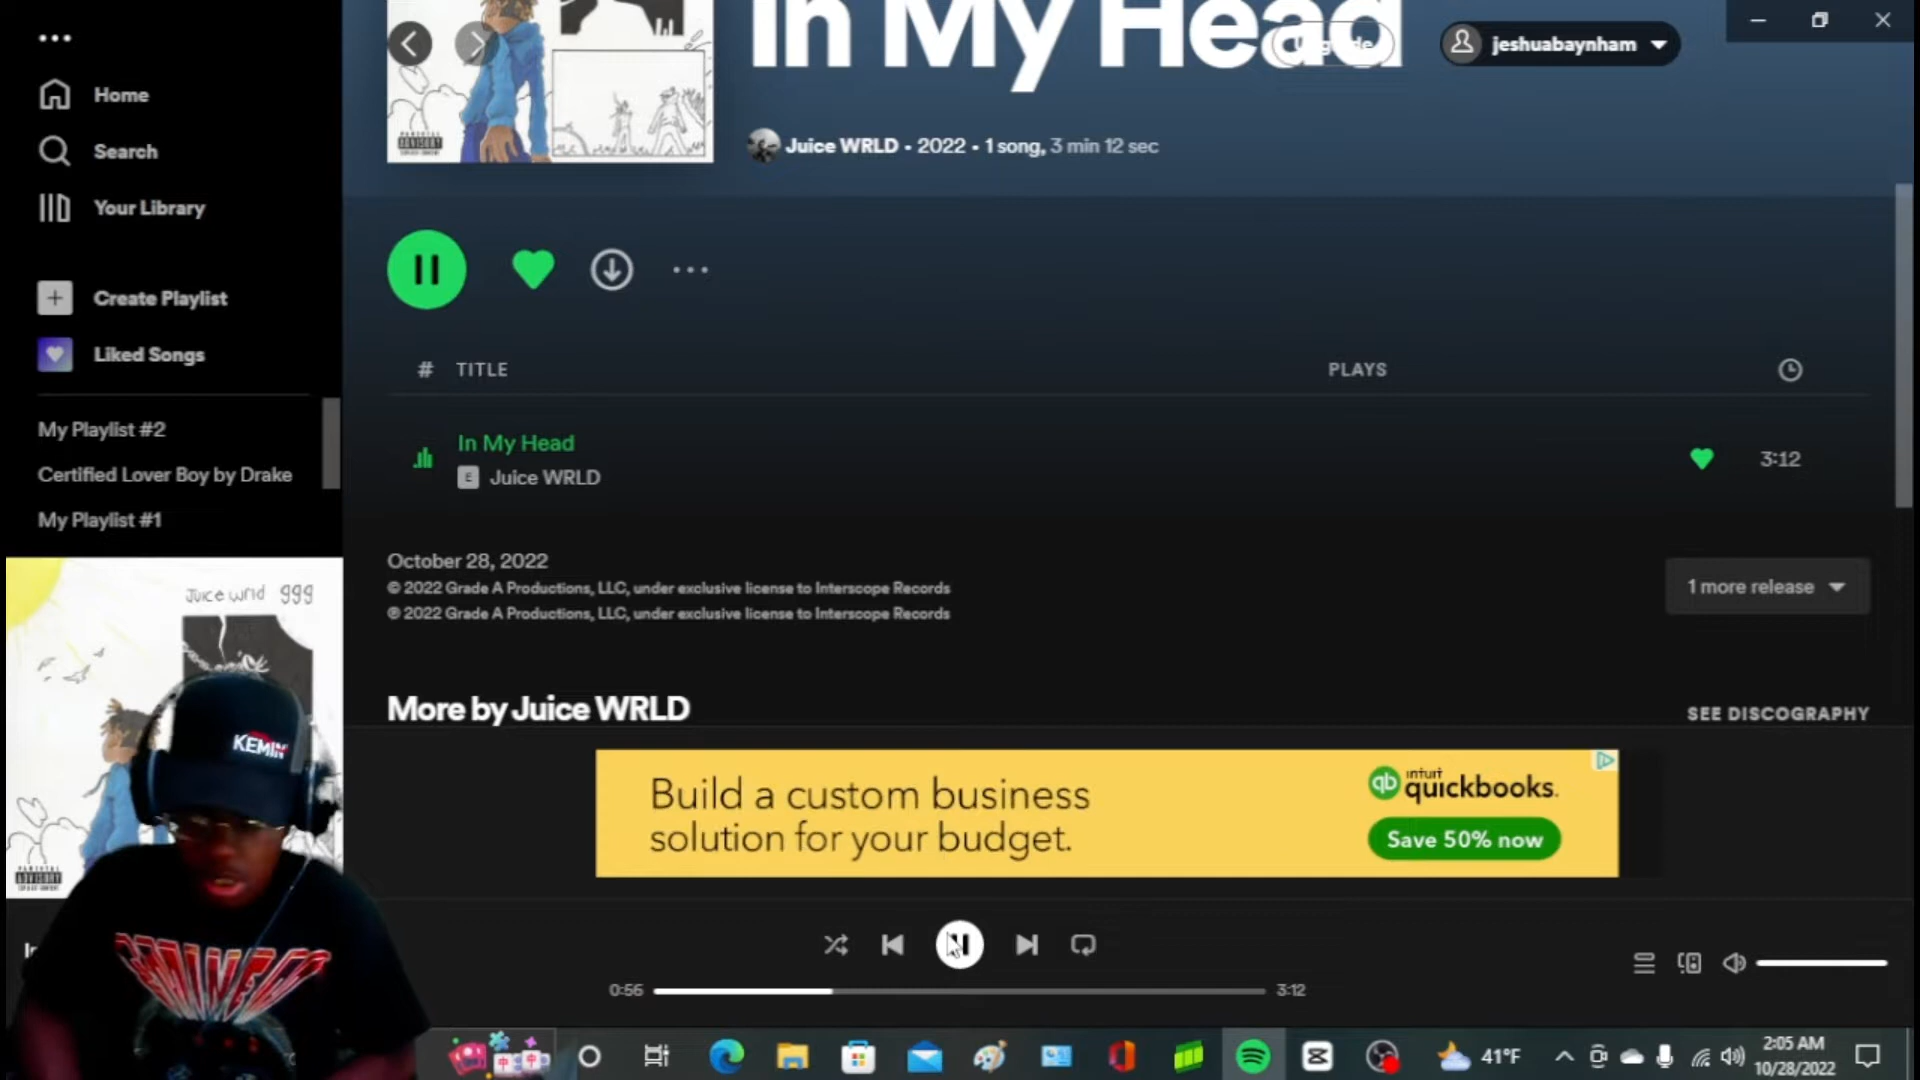 In My Head
jeshuabaynham
Juice WRLD • 2022 • 1 song, 3 min 12 sec
Home
Search
Your Library
Create Playlist
Liked Songs
My Playlist #2
Certified Lover Boy by Drake
My Playlist #1
# TITLE PLAYS
In My Head
E Juice WRLD
3:12
October 28, 2022
© 2022 Grade A Productions, LLC, under exclusive license to Interscope Records
℗ 2022 Grade A Productions, LLC, under exclusive license to Interscope Records
1 more release
More by Juice WRLD
SEE DISCOGRAPHY
Juice wrld 999
KEMIN
Build a custom business
solution for your budget.
intuit
qb quickbooks.
Save 50% now
0:56
3:12
41°F
2:05 AM
10/28/2022